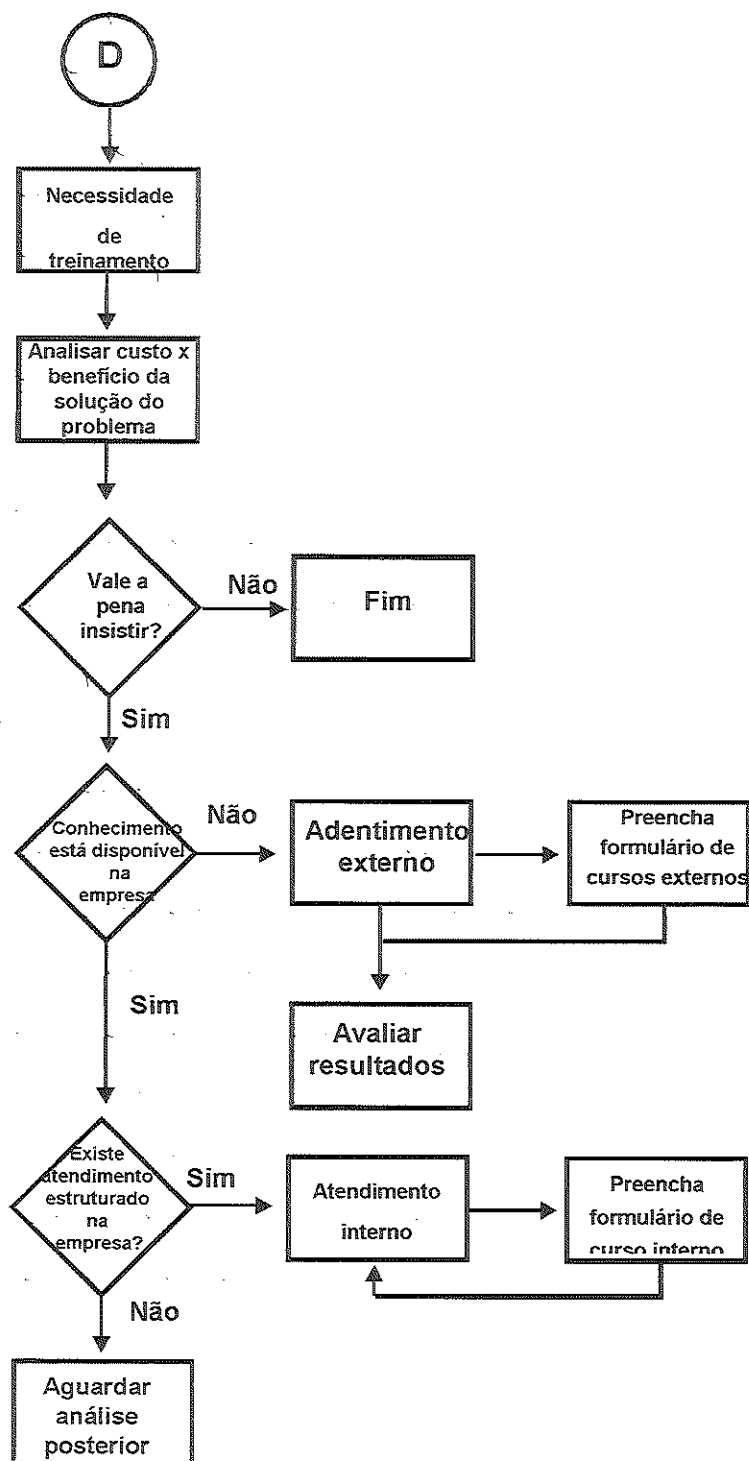 D
Necessidade
de
treinamento
Analisar custo x
benefício da
solução do
problema
Vale a
pena
insistir?
Não
Fim
Sim
Conhecimento
está disponível
na
empresa
Não
Adentimento
externo
Preencha
formulário de
cursos externos
Sim
Avaliar
resultados
Existe
atendimento
estruturado
na
empresa?
Sim
Atendimento
interno
Preencha
formulário de
curso interno
Não
Aguardar
análise
posterior